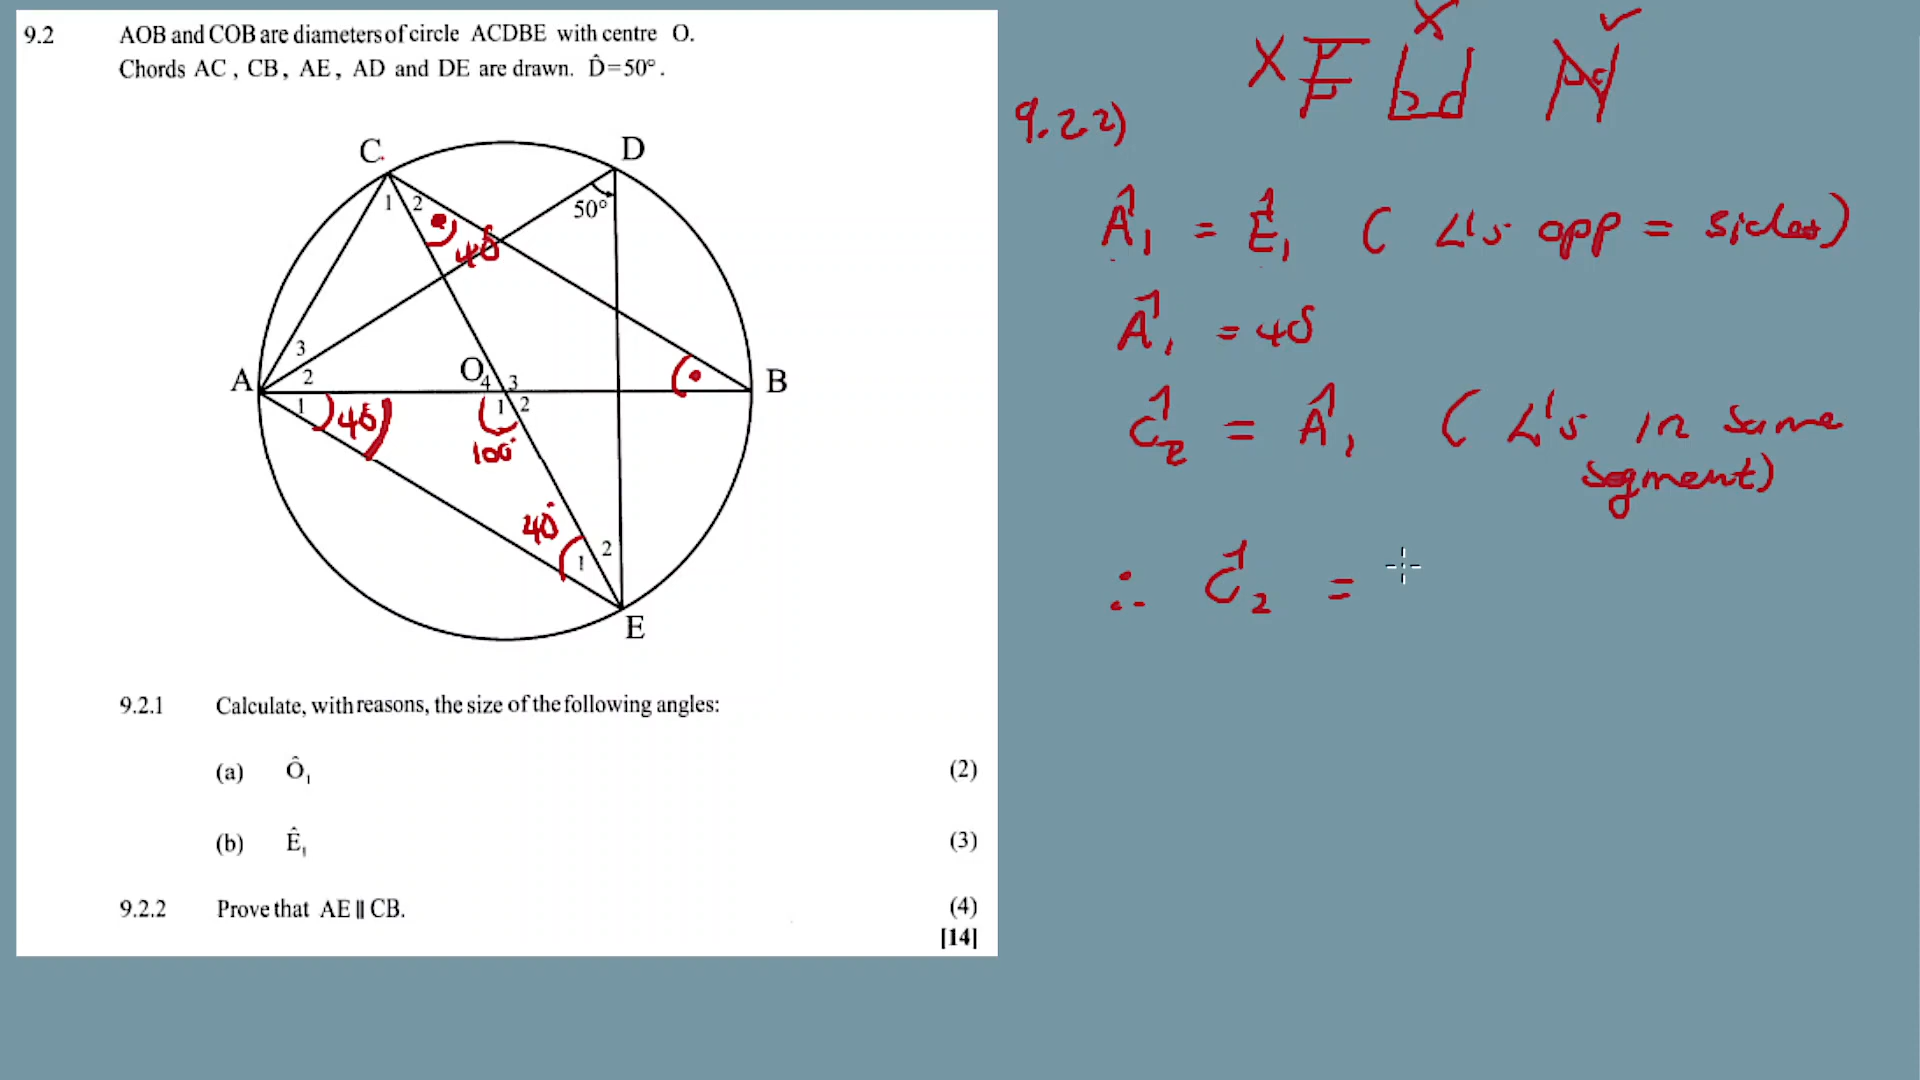 9.2 AOB and COB are diameters of circle ACDBE with centre O.
Chords AC, CB, AE, AD and DE are drawn. D̂=50°.
C
D
1 2
50°
40°
3
A
2
O
4
3
B
1
40°
1
2
100°
40°
1
2
E
9.2.1 Calculate, with reasons, the size of the following angles:
(a) Ô₁ (2)
(b) Ê₁ (3)
9.2.2 Prove that AE ∥ CB. (4)
[14]
X F X N ✓
9.2.2)
Â₁ = Ê₁ ( ∠'s opp = sides)
Â₁ = 40°
Ĉ₂ = Â₁ ( ∠'s in same
segment)
∴ Ĉ₂ =